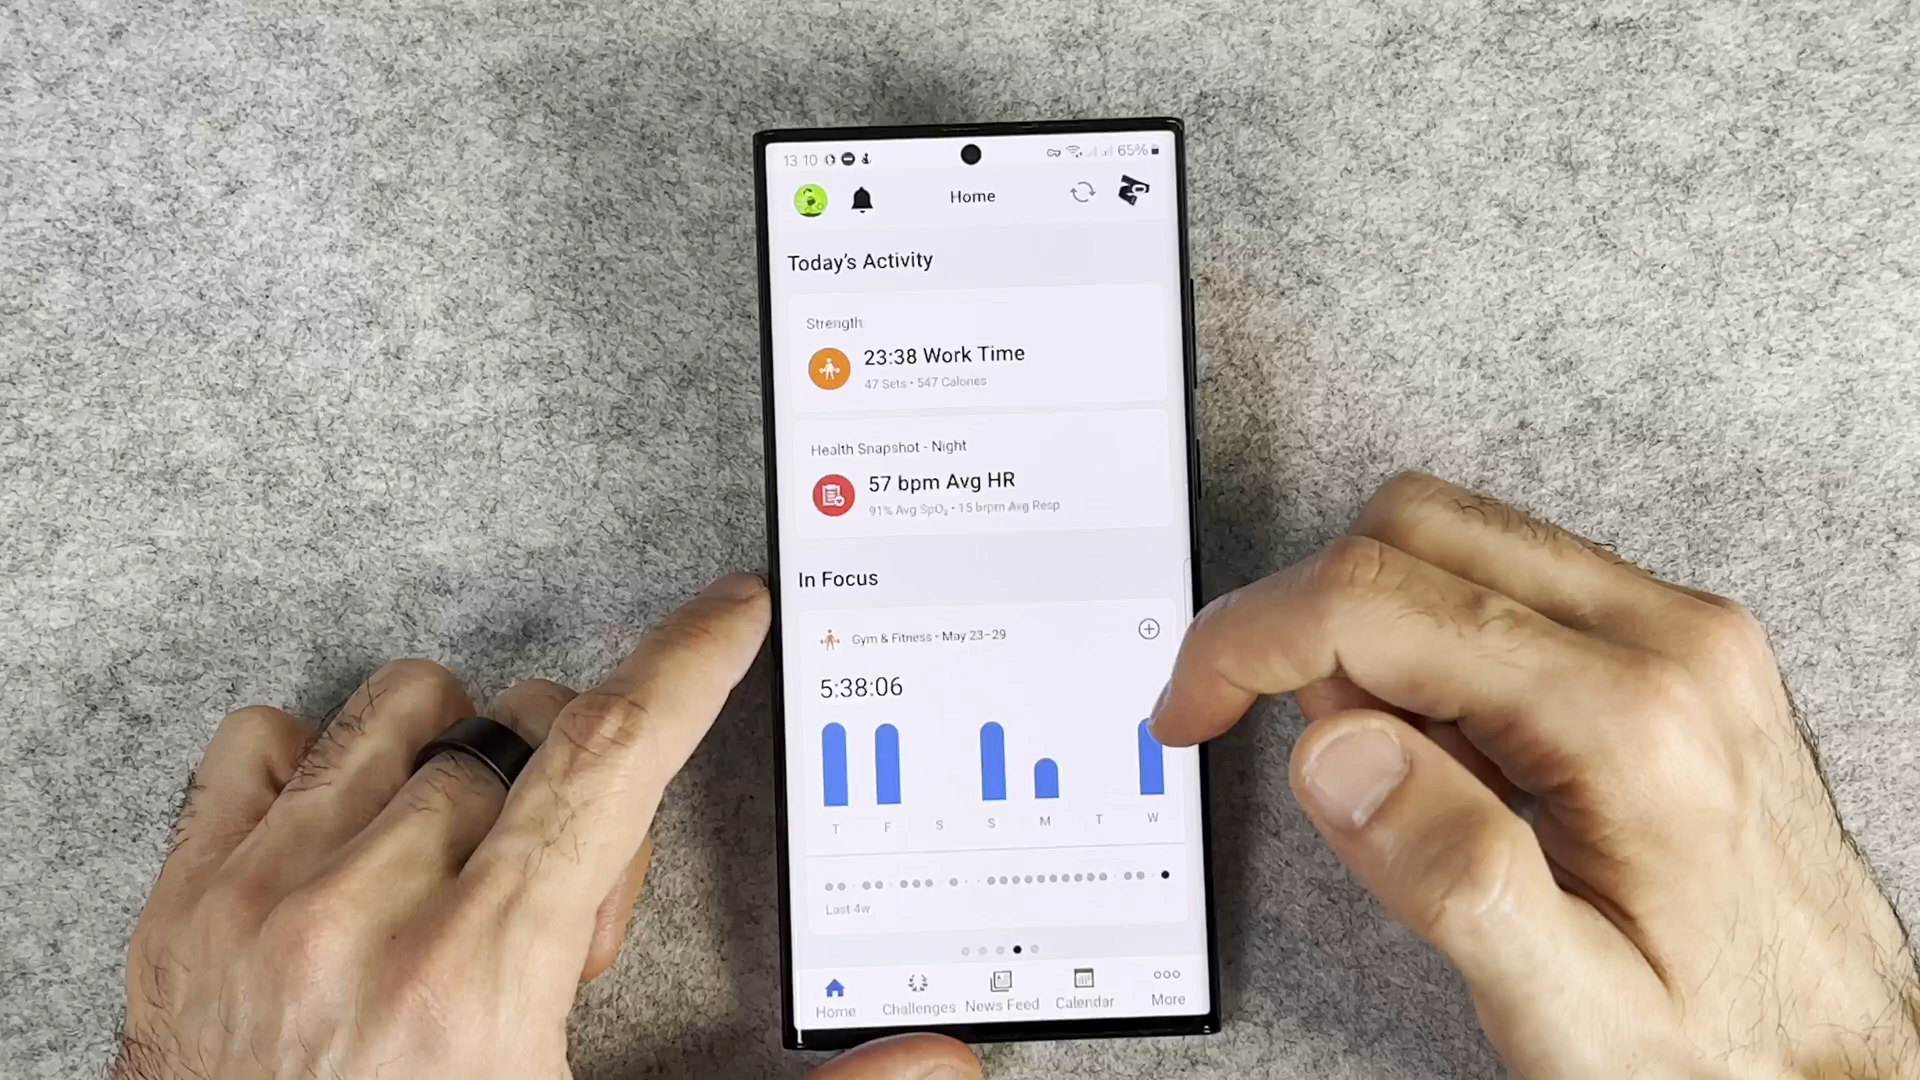 13 10 65%
Home
Today's Activity
Strength
23:38 Work Time
47 Sets • 547 Calories
Health Snapshot - Night
57 bpm Avg HR
91% Avg SpO₂ • 15 brpm Avg Resp
In Focus
Gym & Fitness • May 23–29
5:38:06
T F S S M T W
Last 4w
Home Challenges News Feed Calendar More